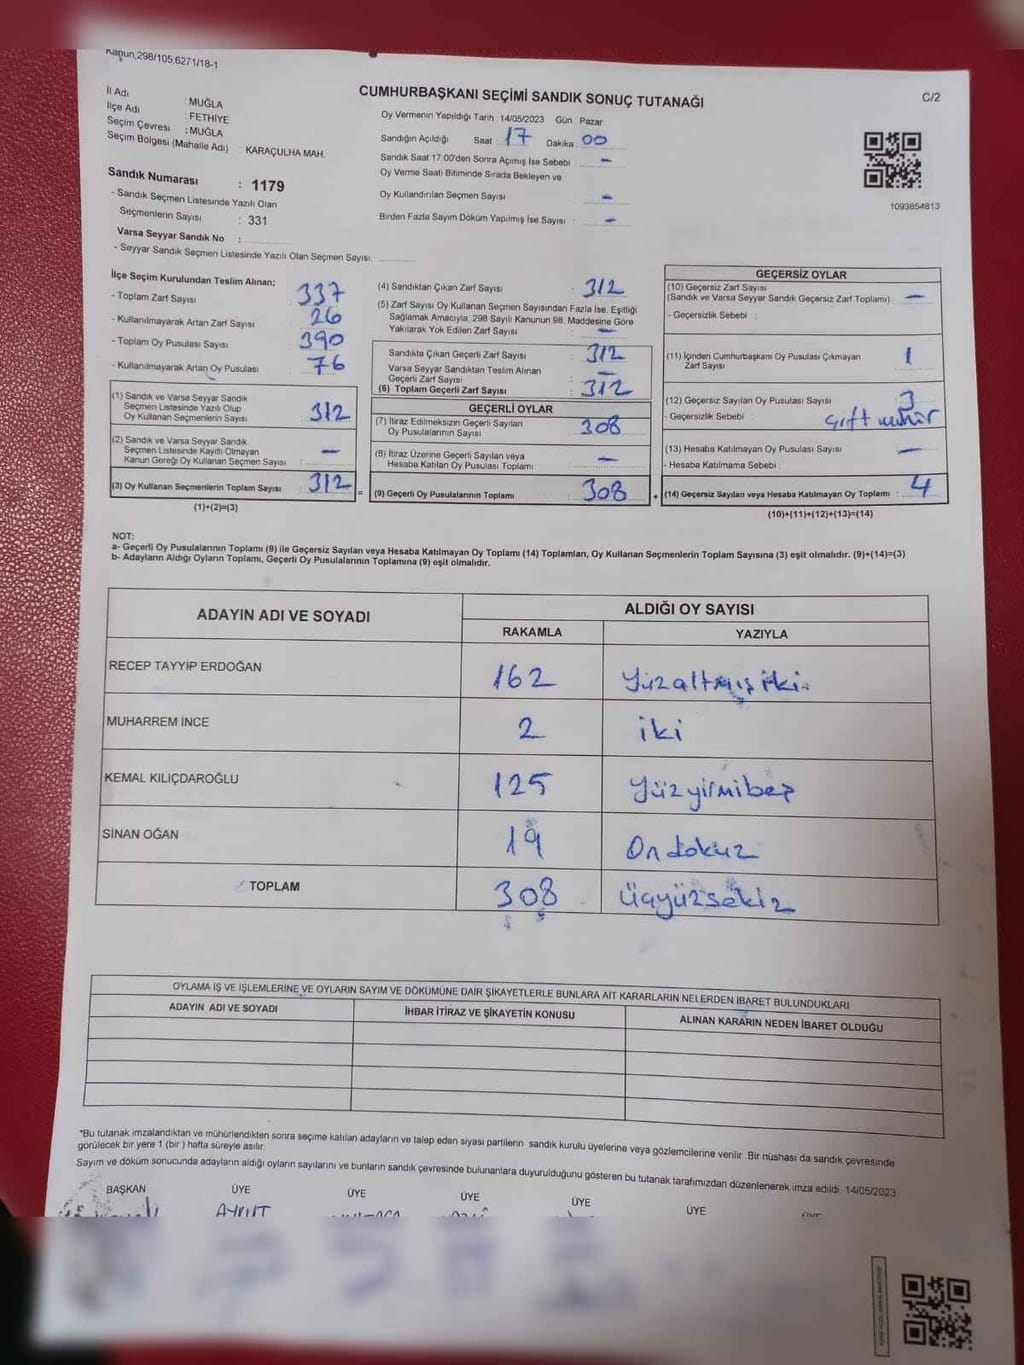 Kanun.298/105.6271/18-1
CUMHURBAŞKANI SEÇİMİ SANDIK SONUÇ TUTANAĞI
C/2
İl Adı : MUĞLA
İlçe Adı : FETHİYE
Seçim Çevresi : MUĞLA
Seçim Bölgesi (Mahalle Adı) : KARAÇULHA MAH.
Sandık Numarası : 1179
- Sandık Seçmen Listesinde Yazılı Olan
Seçmenlerin Sayısı : 331
Varsa Seyyar Sandık No :
- Seyyar Sandık Seçmen Listesinde Yazılı Olan Seçmen Sayısı:
Oy Vermenin Yapıldığı Tarih : 14/05/2023 Gün : Pazar
Sandığın Açıldığı Saat : 17 Dakika : 00
Sandık Saat 17:00'den Sonra Açımış İse Sebebi : -
Oy Verme Saati Bitiminde Sırada Bekleyen ve
Oy Kullandırılan Seçmen Sayısı : -
Birden Fazla Sayım Döküm Yapılmış İse Sayısı : -
1093854813
İlçe Seçim Kurulundan Teslim Alınan;
- Toplam Zarf Sayısı : 337
- Kullanılmayarak Artan Zarf Sayısı : 26
- Toplam Oy Pusulası Sayısı : 390
- Kullanılmayarak Artan Oy Pusulası : 76
(1) Sandık ve Varsa Seyyar Sandık
Seçmen Listesinde Yazılı Olup
Oy Kullanan Seçmenlerin Sayısı : 312
(2) Sandık ve Varsa Seyyar Sandık
Seçmen Listesinde Kayıtlı Olmayan
Kanun Gereği Oy Kullanan Seçmen Sayısı : -
(3) Oy Kullanan Seçmenlerin Toplam Sayısı : 312
(1)+(2)=(3)
(4) Sandıktan Çıkan Zarf Sayısı : 312
(5) Zarf Sayısı Oy Kullanan Seçmen Sayısından Fazla İse, Eşitliği
Sağlamak Amacıyla, 298 Sayılı Kanunun 98. Maddesine Göre
Yakılarak Yok Edilen Zarf Sayısı : -
Sandıkta Çıkan Geçerli Zarf Sayısı : 312
Varsa Seyyar Sandıktan Teslim Alınan
Geçerli Zarf Sayısı : -
(6) Toplam Geçerli Zarf Sayısı : 312
GEÇERLİ OYLAR
(7) İtiraz Edilmeksizin Geçerli Sayılan
Oy Pusulalarının Sayısı : 308
(8) İtiraz Üzerine Geçerli Sayılan veya
Hesaba Katılan Oy Pusulası Toplamı : -
= (9) Geçerli Oy Pusulalarının Toplamı : 308
GEÇERSİZ OYLAR
(10) Geçersiz Zarf Sayısı
(Sandık ve Varsa Seyyar Sandık Geçersiz Zarf Toplamı) : -
- Geçersizlik Sebebi :
(11) İçinden Cumhurbaşkanı Oy Pusulası Çıkmayan
Zarf Sayısı : 1
(12) Geçersiz Sayılan Oy Pusulası Sayısı : 3
- Geçersizlik Sebebi : Çift mühür
(13) Hesaba Katılmayan Oy Pusulası Sayısı : -
- Hesaba Katılmama Sebebi :
+ (14) Geçersiz Sayılan veya Hesaba Katılmayan Oy Toplamı : 4
(10)+(11)+(12)+(13)=(14)
NOT:
a- Geçerli Oy Pusulalarının Toplamı (9) ile Geçersiz Sayılan veya Hesaba Katılmayan Oy Toplamı (14) Toplamları, Oy Kullanan Seçmenlerin Toplam Sayısına (3) eşit olmalıdır. (9)+(14)=(3)
b- Adayların Aldığı Oyların Toplamı, Geçerli Oy Pusulalarının Toplamına (9) eşit olmalıdır.
ADAYIN ADI VE SOYADI ALDIĞI OY SAYISI
RAKAMLA YAZIYLA
RECEP TAYYİP ERDOĞAN 162 Yüzaltmış iki
MUHARREM İNCE 2 iki
KEMAL KILIÇDAROĞLU 125 Yüzyirmibeş
SİNAN OĞAN 19 Ondokuz
TOPLAM 308 Üçyüzsekiz
OYLAMA İŞ VE İŞLEMLERİNE VE OYLARIN SAYIM VE DÖKÜMÜNE DAİR ŞİKAYETLERLE BUNLARA AİT KARARLARIN NELERDEN İBARET BULUNDUKLARI
ADAYIN ADI VE SOYADI İHBAR İTİRAZ VE ŞİKAYETİN KONUSU ALINAN KARARIN NEDEN İBARET OLDUĞU
*Bu tutanak imzalandıktan ve mühürlendikten sonra seçime katılan adayların ve talep eden siyasi partilerin sandık kurulu üyelerine veya gözlemcilerine verilir. Bir nüshası da sandık çevresinde
görülecek bir yere 1 (bir) hafta süreyle asılır.
Sayım ve döküm sonucunda adayların aldığı oyların sayılarını ve bunların sandık çevresinde bulunanlara duyurulduğunu gösteren bu tutanak tarafımızdan düzenlenerek imza edildi. 14/05/2023
BAŞKAN ÜYE ÜYE ÜYE ÜYE ÜYE